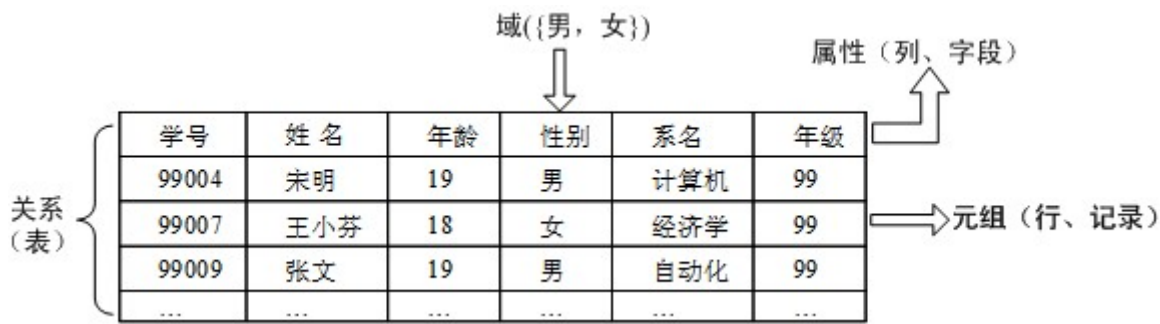 域({男，女})
属性（列、字段）
学号 姓 名 年龄 性别 系名 年级
99004 宋明 19 男 计算机 99
关系
（表）
99007 王小芬 18 女 经济学 99
元组（行、记录）
99009 张文 19 男 自动化 99
… … … … … …